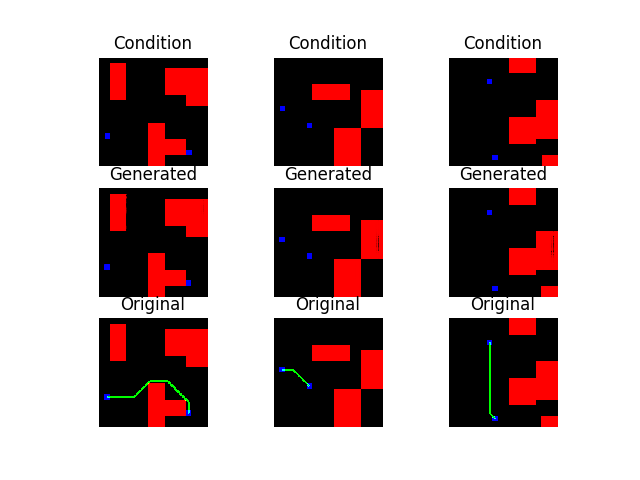 Condition Condition Condition
Generated Generated Generated
Original Original Original